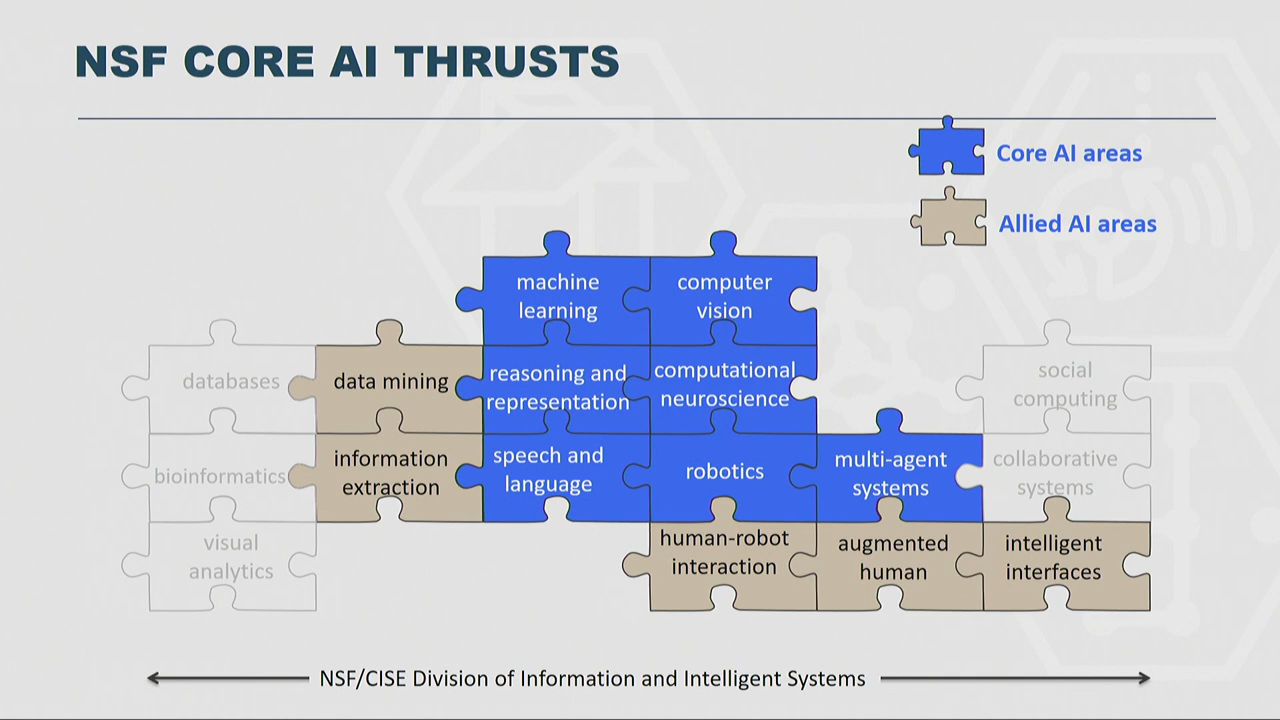 NSF CORE AI THRUSTS
Core AI areas
Allied AI areas
machine
learning
computer
vision
databases
data mining
reasoning and
representation
computational
neuroscience
social
computing
bioinformatics
information
extraction
speech and
language
robotics
multi-agent
systems
collaborative
systems
visual
analytics
human-robot
interaction
augmented
human
intelligent
interfaces
NSF/CISE Division of Information and Intelligent Systems